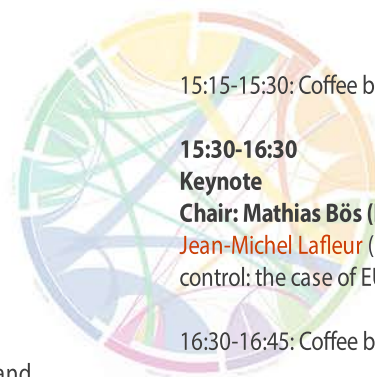 15:15-15:30: Coffee b
15:30-16:30
Keynote
Chair: Mathias Bös (
Jean-Michel Lafleur (
control: the case of EU
16:30-16:45: Coffee b
and